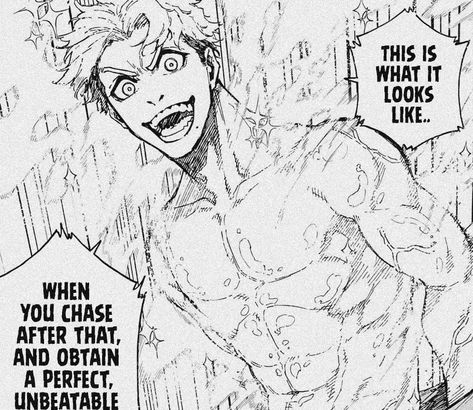 THIS IS
WHAT IT
LOOKS
LIKE..
WHEN
YOU CHASE
AFTER THAT,
AND OBTAIN
A PERFECT,
UNBEATABLE